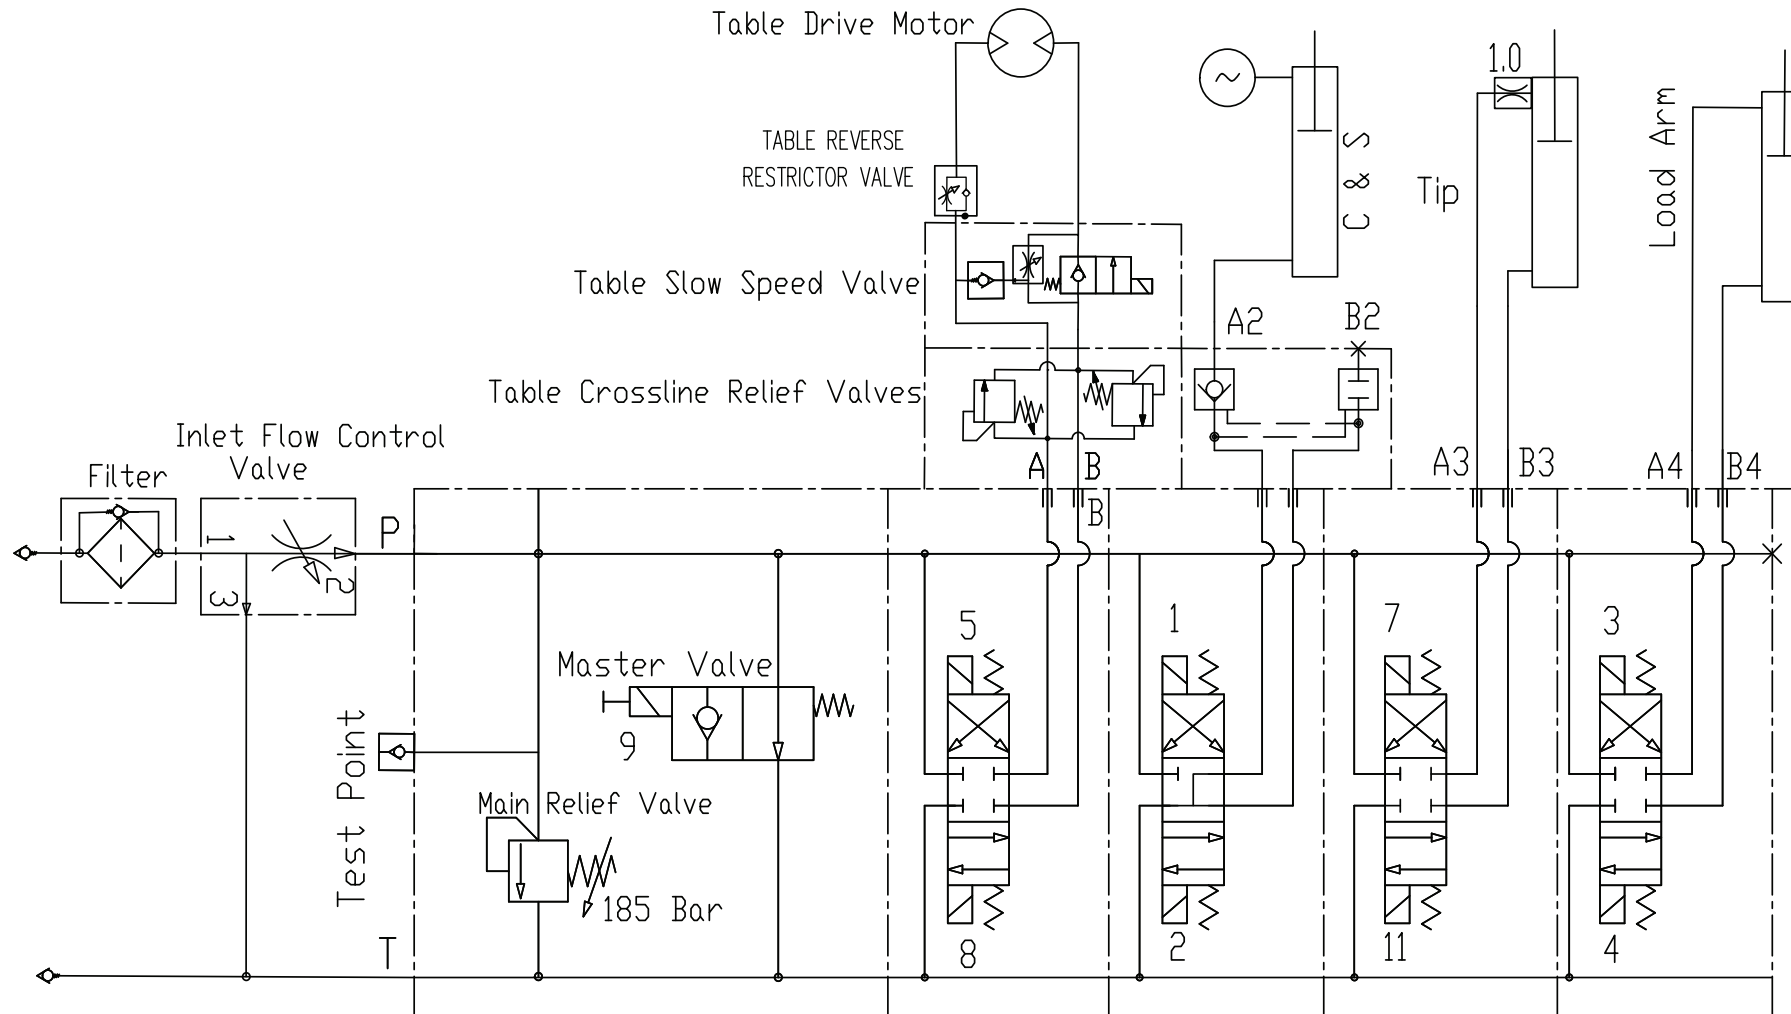 Table Drive Motor
1.0
TABLE REVERSE
RESTRICTOR VALVE
C & S
Tip
Load Arm
Table Slow Speed Valve
A2
B2
Table Crossline Relief Valves
Inlet Flow Control
Valve
Filter
A
B
A3
B3
A4
B4
B
P
1
2
3
5
1
7
3
Master Valve
9
Test Point
Main Relief Valve
185 Bar
T
8
2
11
4